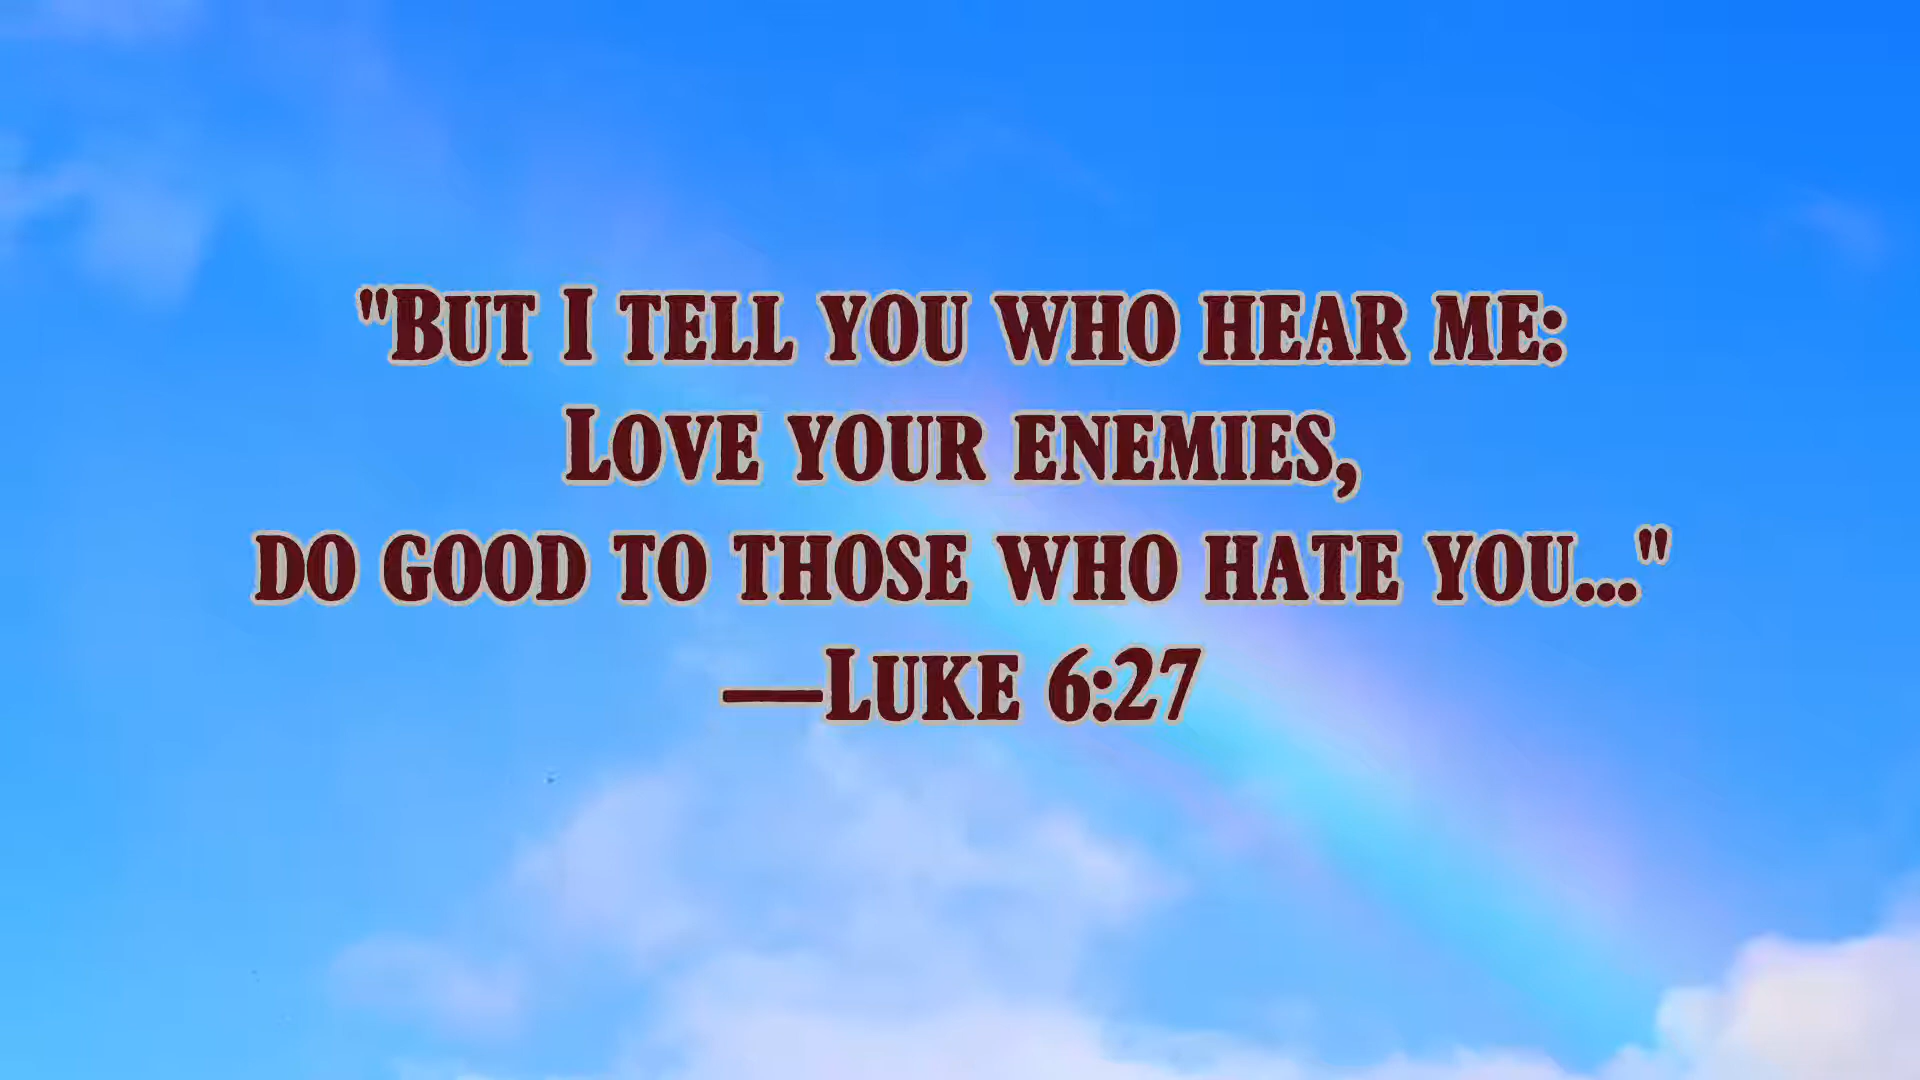 "But I tell you who hear me:
Love your enemies,
do good to those who hate you..."
—Luke 6:27